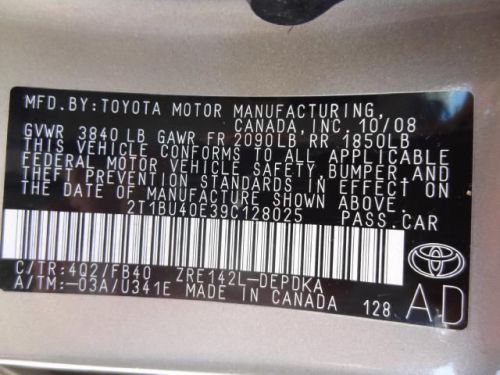 MFD. BY: TOYOTA MOTOR MANUFACTURING,
CANADA, INC. 10/08
GVWR 3840 LB GAWR FR 2090 LB RR 1850LB
THIS VEHICLE CONFORMS TO ALL APPLICABLE
FEDERAL MOTOR VEHICLE SAFETY, BUMPER, AND
THEFT PREVENTION STANDARDS IN EFFECT ON
THE DATE OF MANUFACTURE SHOWN ABOVE.
2T1BU40E39C128025 PASS. CAR
C/TR: 4Q2/FB40 ZRE142L-DEPDKA
A/TM: -03A/U341E MADE IN CANADA 128
AD